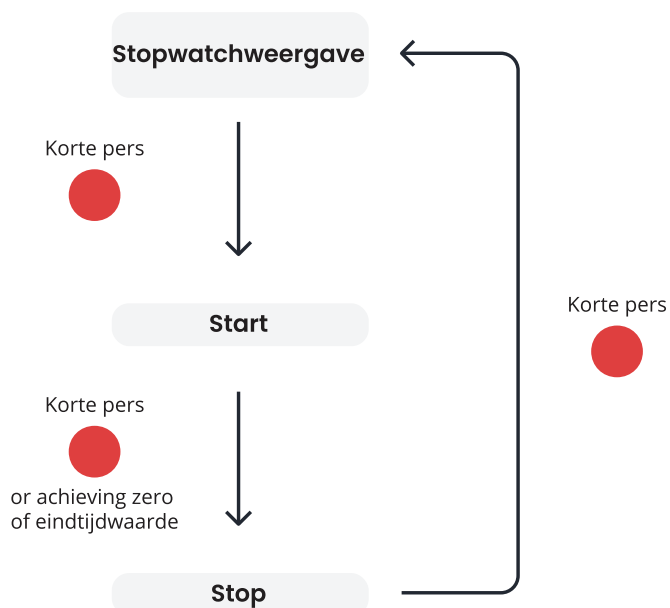 Stopwatchweergave
Korte pers
Start
Korte pers
Korte pers
or achieving zero
of eindtijdwaarde
Stop